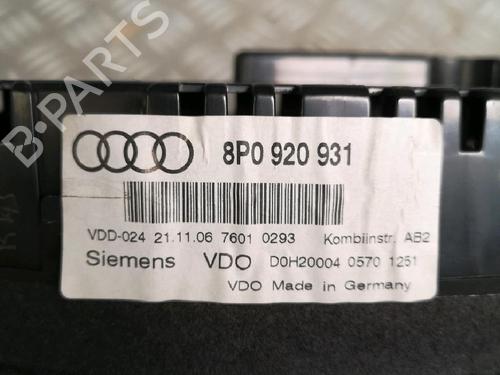 8P0 920 931
VDD-024 21.11.06 7601 0293 Kombiinstr. AB2
Siemens VDO D0H20004 0570 1251
VDO Made in Germany
B-PARTS